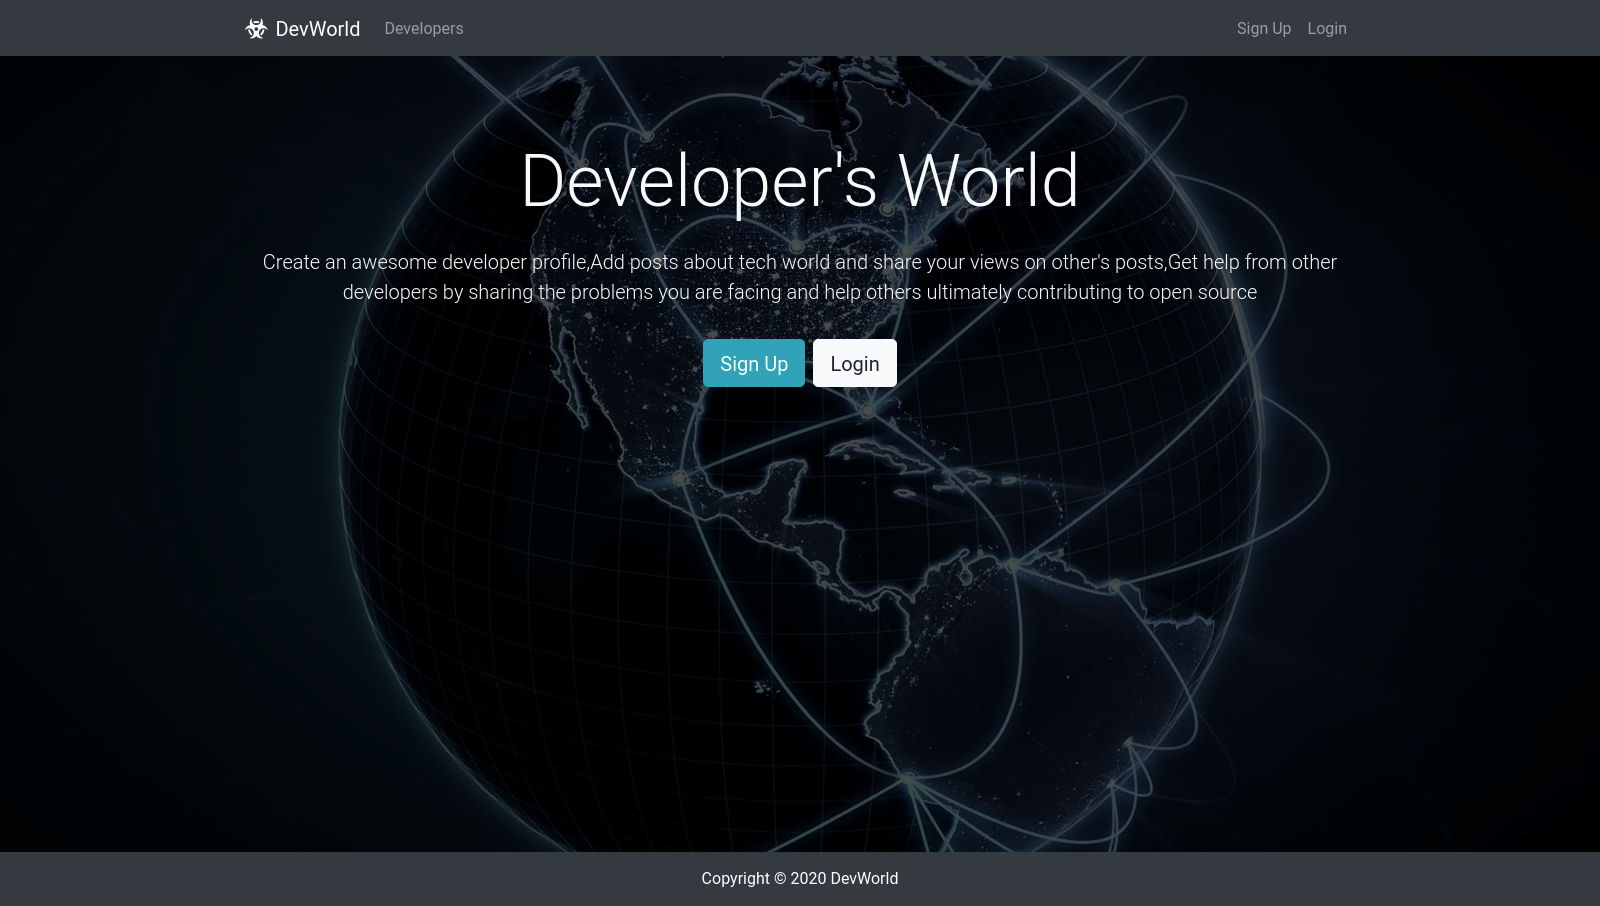 DevWorld
Developers
Sign Up
Login
Developer's World
Create an awesome developer profile,Add posts about tech world and share your views on other's posts,Get help from other
developers by sharing the problems you are facing and help others ultimately contributing to open source
Sign Up
Login
Copyright © 2020 DevWorld